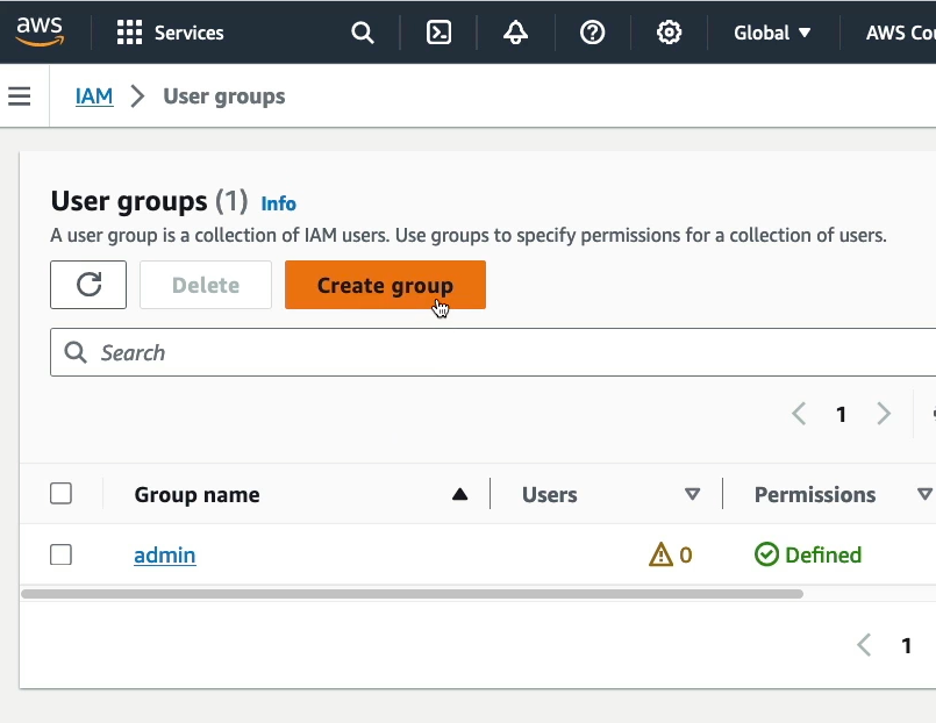 aws Services Global ▼ AWS Cou
IAM > User groups
User groups (1) Info
A user group is a collection of IAM users. Use groups to specify permissions for a collection of users.
Delete Create group
Search
1
Group name Users Permissions
admin 0 Defined
1